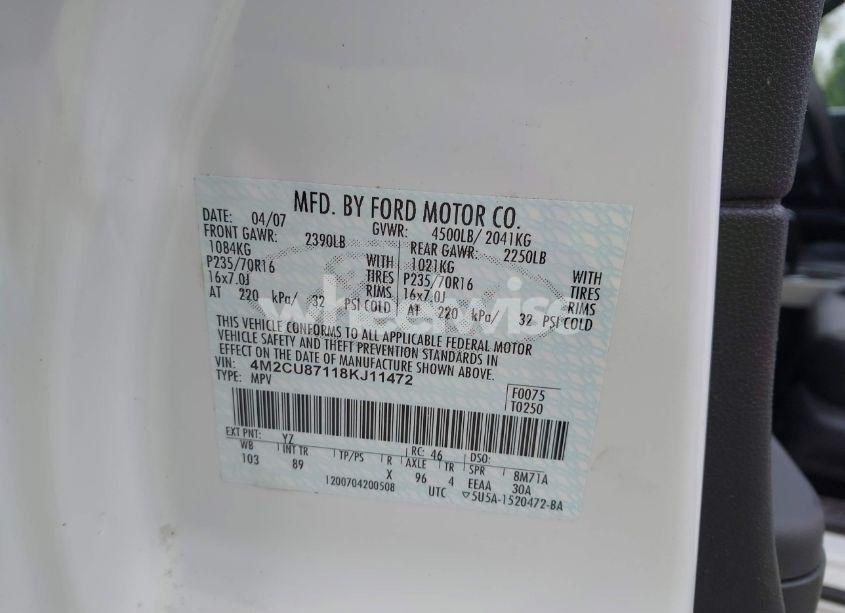 MFD. BY FORD MOTOR CO.
DATE: 04/07 GVWR: 4500LB/ 2041KG
FRONT GAWR: 2390LB REAR GAWR: 2250LB
1084KG WITH 1021KG WITH
P235/70R16 TIRES P235/70R16 TIRES
16x7.0J RIMS 16x7.0J RIMS
AT 220 kPa/ 32 PSI COLD AT 220 kPa/ 32 PSI COLD
wheelwise
THIS VEHICLE CONFORMS TO ALL APPLICABLE FEDERAL MOTOR
VEHICLE SAFETY AND THEFT PREVENTION STANDARDS IN
EFFECT ON THE DATE OF MANUFACTURE SHOWN ABOVE.
VIN: 4M2CU87118KJ11472
TYPE: MPV
F0075
T0250
EXT PNT: YZ RC: 46 DSO:
WB INT TR TP/PS R AXLE TR SPR 8M71A
103 89 X 96 4 EEAA 30A
1200704200508 UTC ▽5U5A-1520472-BA